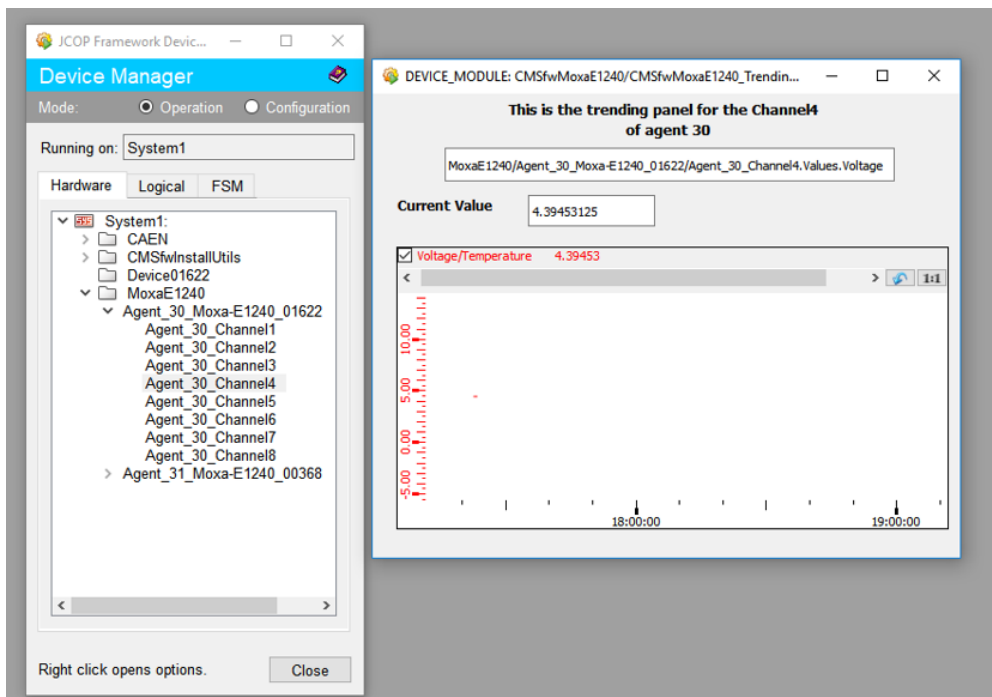 JCOP Framework Devic...
Device Manager
Mode: Operation Configuration
Running on: System1
Hardware Logical FSM
System1:
CAEN
CMSfwInstallUtils
Device01622
MoxaE1240
Agent_30_Moxa-E1240_01622
Agent_30_Channel1
Agent_30_Channel2
Agent_30_Channel3
Agent_30_Channel4
Agent_30_Channel5
Agent_30_Channel6
Agent_30_Channel7
Agent_30_Channel8
Agent_31_Moxa-E1240_00368
Right click opens options. Close
DEVICE_MODULE: CMSfwMoxaE1240/CMSfwMoxaE1240_Trendin...
This is the trending panel for the Channel4
of agent 30
MoxaE1240/Agent_30_Moxa-E1240_01622/Agent_30_Channel4.Values.Voltage
Current Value 4.39453125
Voltage/Temperature 4.39453
1:1
10.00
5.00
0.00
-5.00
18:00:00 19:00:00